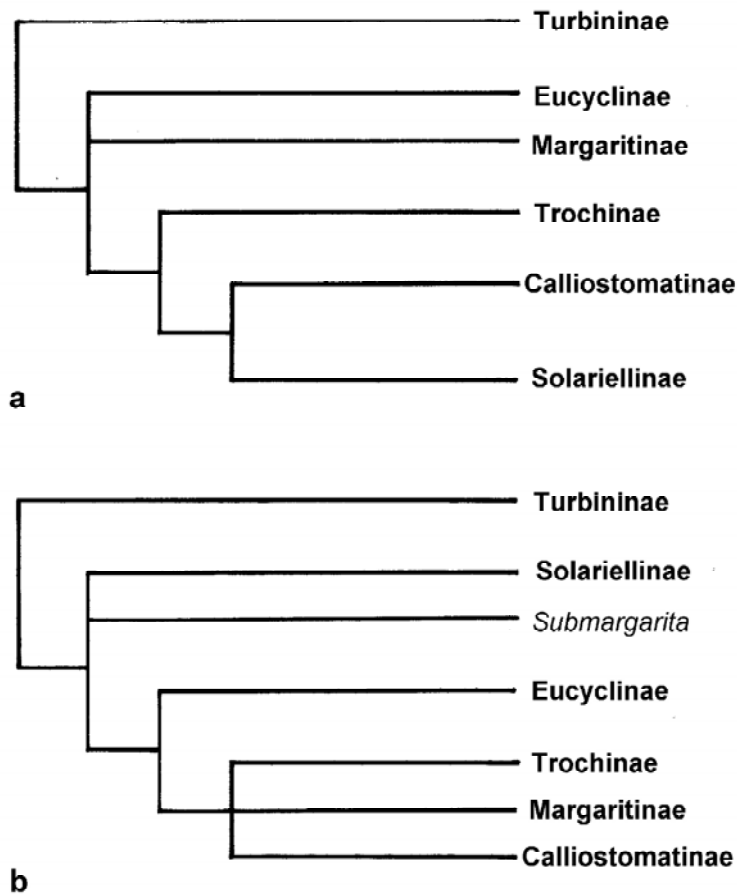 Turbininae
Eucyclinae
Margaritinae
Trochinae
Calliostomatinae
Solariellinae
a
Turbininae
Solariellinae
Submargarita
Eucyclinae
Trochinae
Margaritinae
Calliostomatinae
b